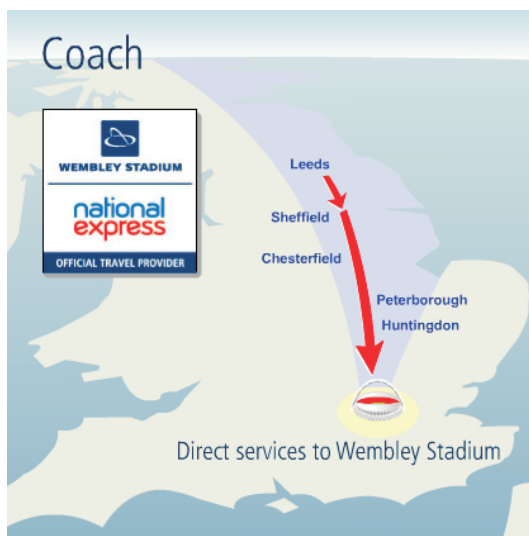 Coach
WEMBLEY STADIUM
national
express
OFFICIAL TRAVEL PROVIDER
Leeds
Sheffield
Chesterfield
Peterborough
Huntingdon
Direct services to Wembley Stadium